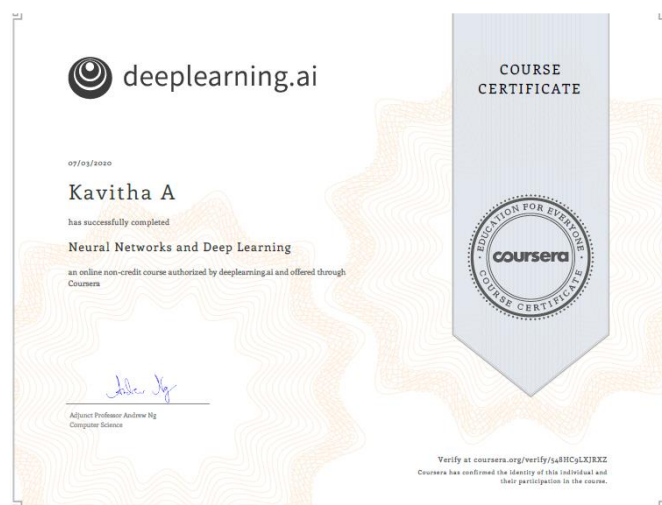 deeplearning.ai
COURSE
CERTIFICATE
07/03/2020
Kavitha A
has successfully completed
Neural Networks and Deep Learning
an online non-credit course authorized by deeplearning.ai and offered through
Coursera
EDUCATION FOR EVERYONE
coursera
COURSE CERTIFICATE
Andrew Ng
Adjunct Professor Andrew Ng
Computer Science
Verify at coursera.org/verify/548HC9LXJRXZ
Coursera has confirmed the identity of this individual and
their participation in the course.